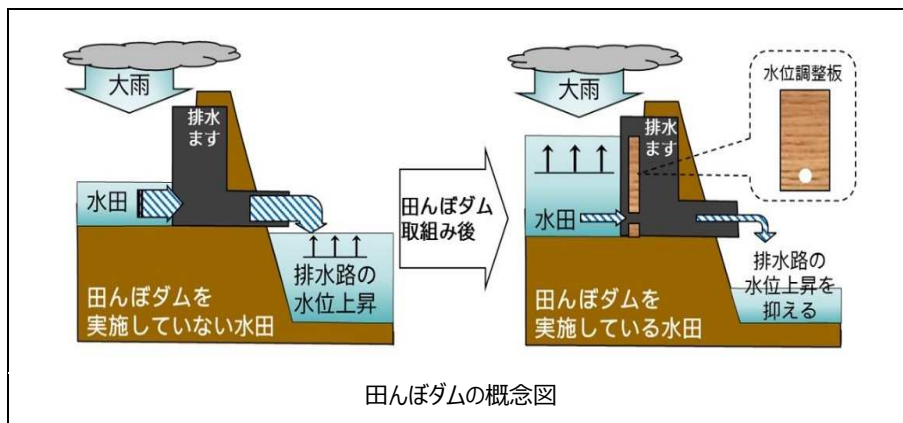 大雨
排水
ます
水田
排水路の
水位上昇
田んぼダムを
実施していない水田
田んぼダム
取組み後
大雨
排水
ます
水位調整板
水田
排水路の
水位上昇を
抑える
田んぼダムを
実施している水田
田んぼダムの概念図